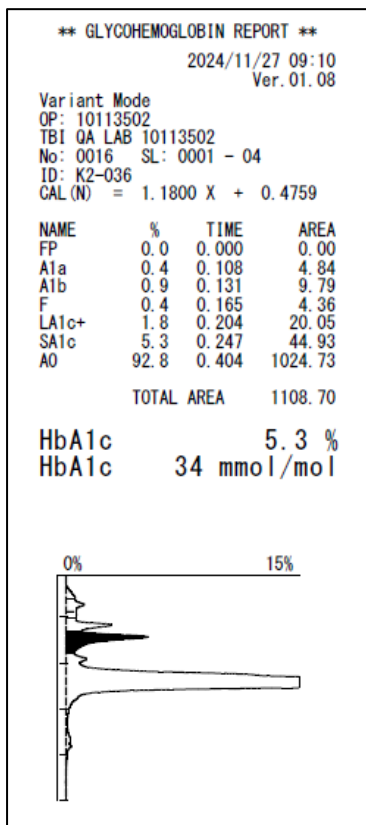 ** GLYCOHEMOGLOBIN REPORT **
2024/11/27 09:10
Ver.01.08
Variant Mode
OP: 10113502
TBI QA LAB 10113502
No: 0016 SL: 0001 - 04
ID: K2-036
CAL(N) = 1.1800 X + 0.4759
NAME % TIME AREA
FP 0.0 0.000 0.00
A1a 0.4 0.108 4.84
A1b 0.9 0.131 9.79
F 0.4 0.165 4.36
LA1c+ 1.8 0.204 20.05
SA1c 5.3 0.247 44.93
A0 92.8 0.404 1024.73
TOTAL AREA 1108.70
HbA1c 5.3 %
HbA1c 34 mmol/mol
0% 15%